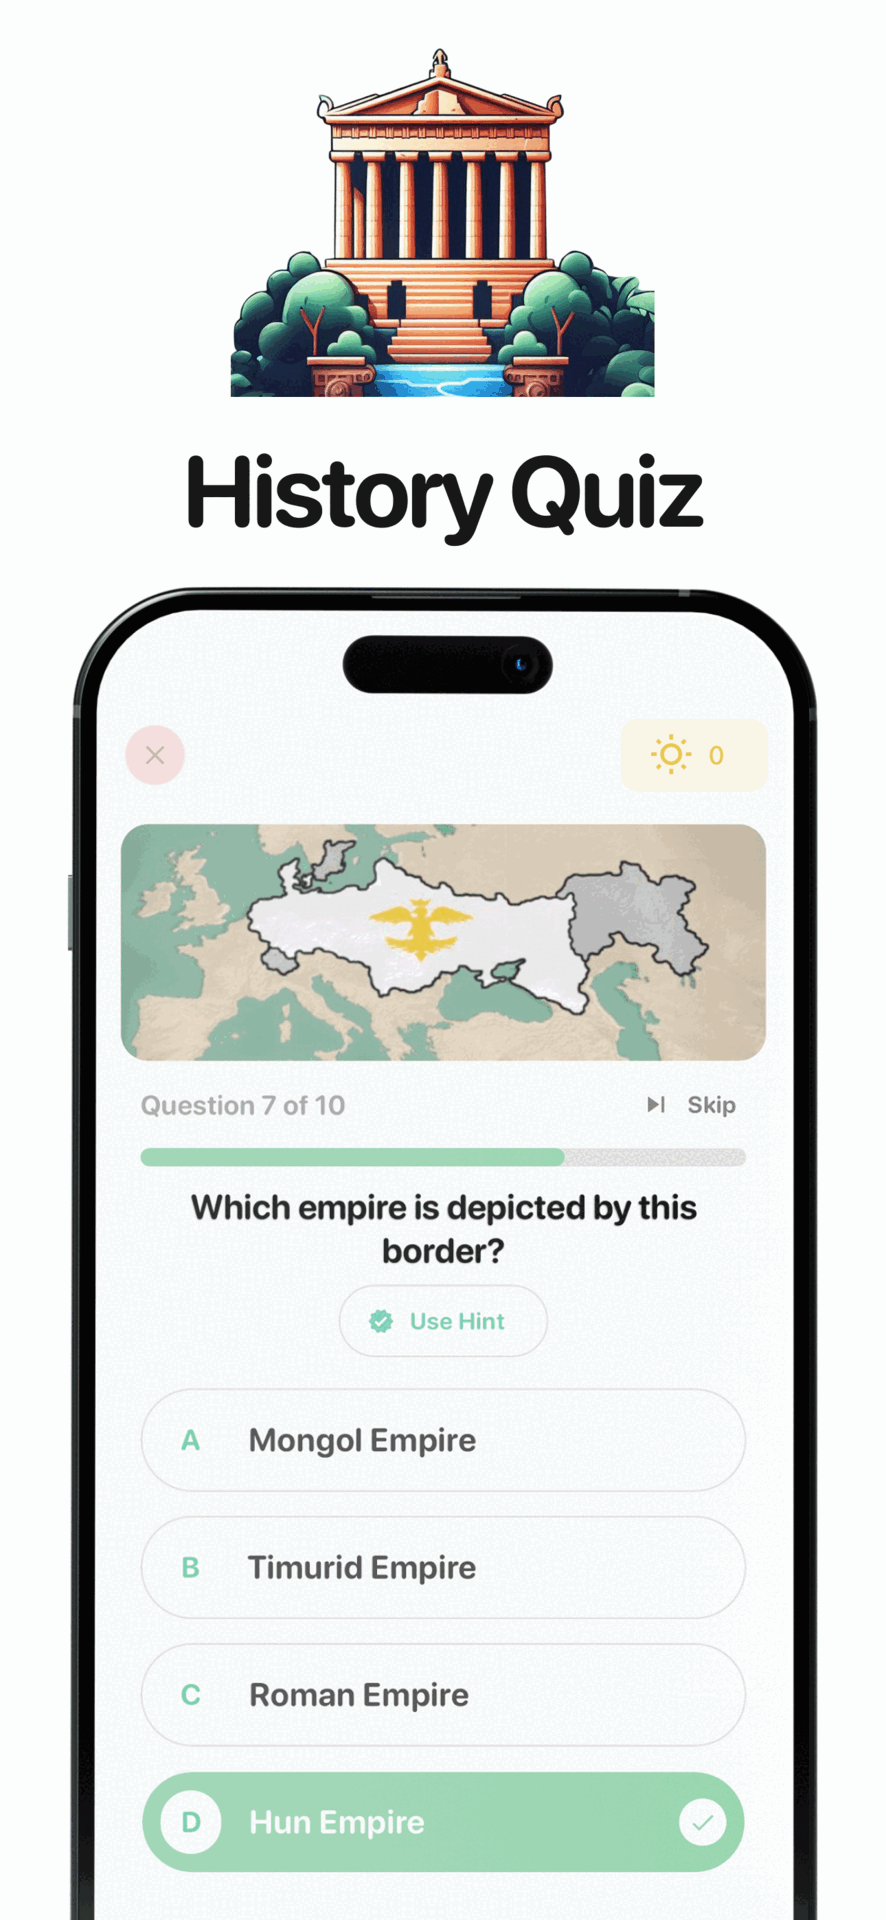 History Quiz
0
Question 7 of 10
Skip
Which empire is depicted by this
border?
Use Hint
A Mongol Empire
B Timurid Empire
C Roman Empire
D Hun Empire